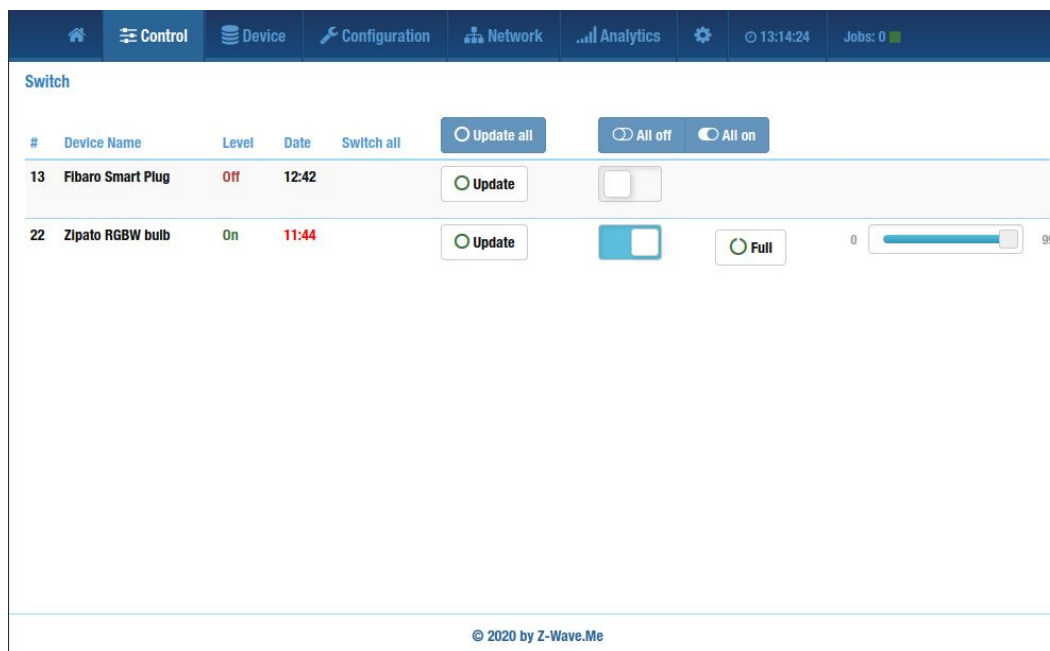 Control Device Configuration Network Analytics 13:14:24 Jobs: 0
Switch
# Device Name Level Date Switch all Update all All off All on
13 Fibaro Smart Plug Off 12:42 Update
22 Zipato RGBW bulb On 11:44 Update Full 0
© 2020 by Z-Wave.Me